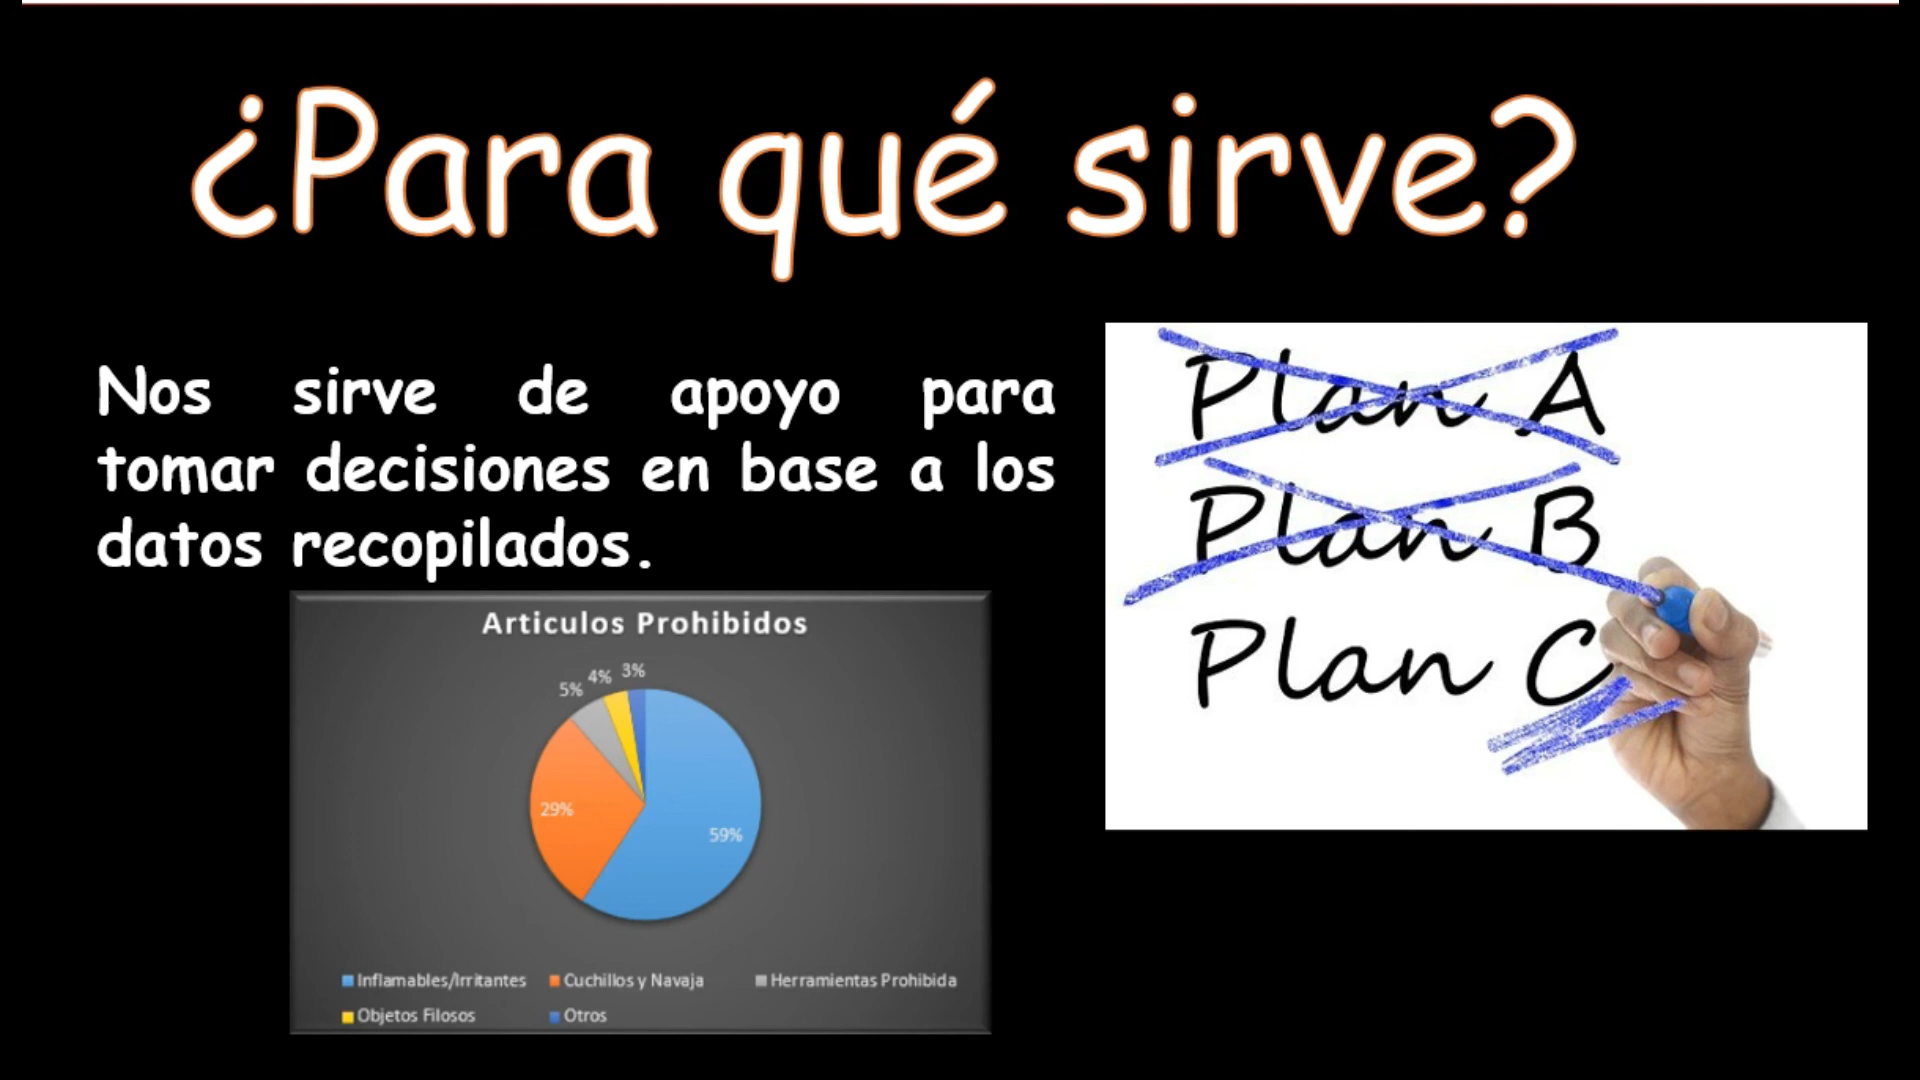 ¿Para qué sirve?
Nos sirve de apoyo para
tomar decisiones en base a los
datos recopilados.
Plan A
Plan B
Plan C
Articulos Prohibidos
5% 4% 3%
29%
59%
Inflamables/Irritantes Cuchillos y Navaja Herramientas Prohibida
Objetos Filosos Otros